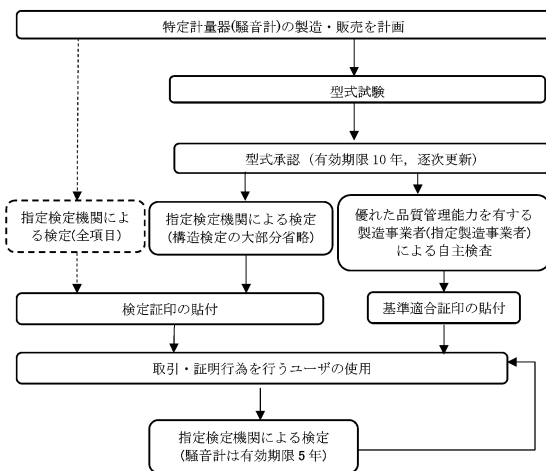 特定計量器(騒音計)の製造・販売を計画
型式試験
型式承認（有効期限10年，逐次更新）
指定検定機関によ
る検定(全項目)
指定検定機関による検定
(構造検定の大部分省略)
優れた品質管理能力を有する
製造事業者(指定製造事業者)
による自主検査
検定証印の貼付
基準適合証印の貼付
取引・証明行為を行うユーザの使用
指定検定機関による検定
(騒音計は有効期限5年)